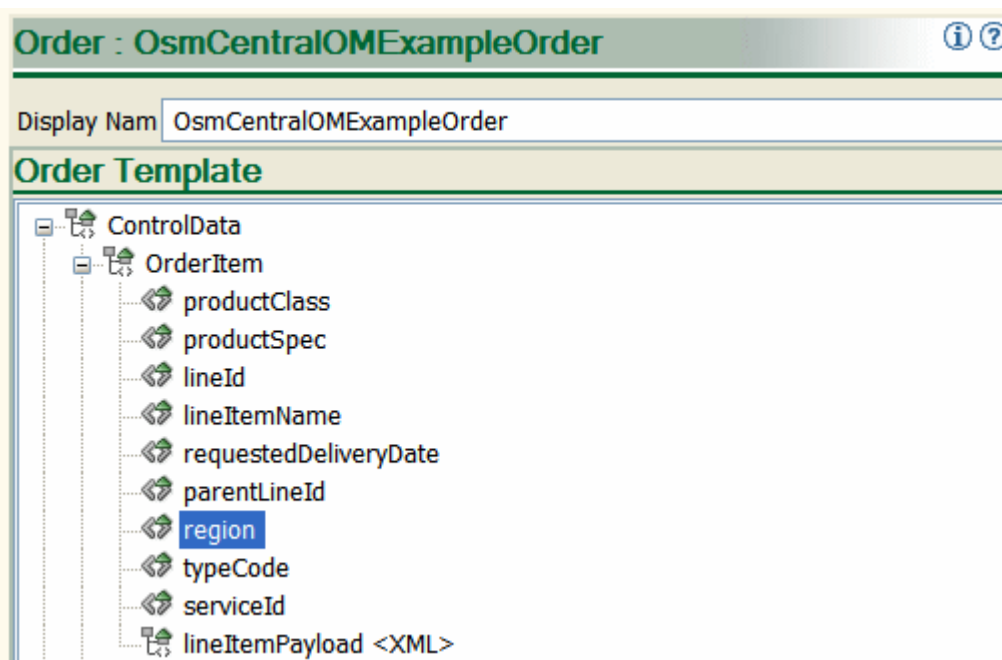 Order : OsmCentralOMExampleOrder
Display Nam OsmCentralOMExampleOrder
Order Template
ControlData
OrderItem
productClass
productSpec
lineId
lineItemName
requestedDeliveryDate
parentLineId
region
typeCode
serviceId
lineItemPayload <XML>